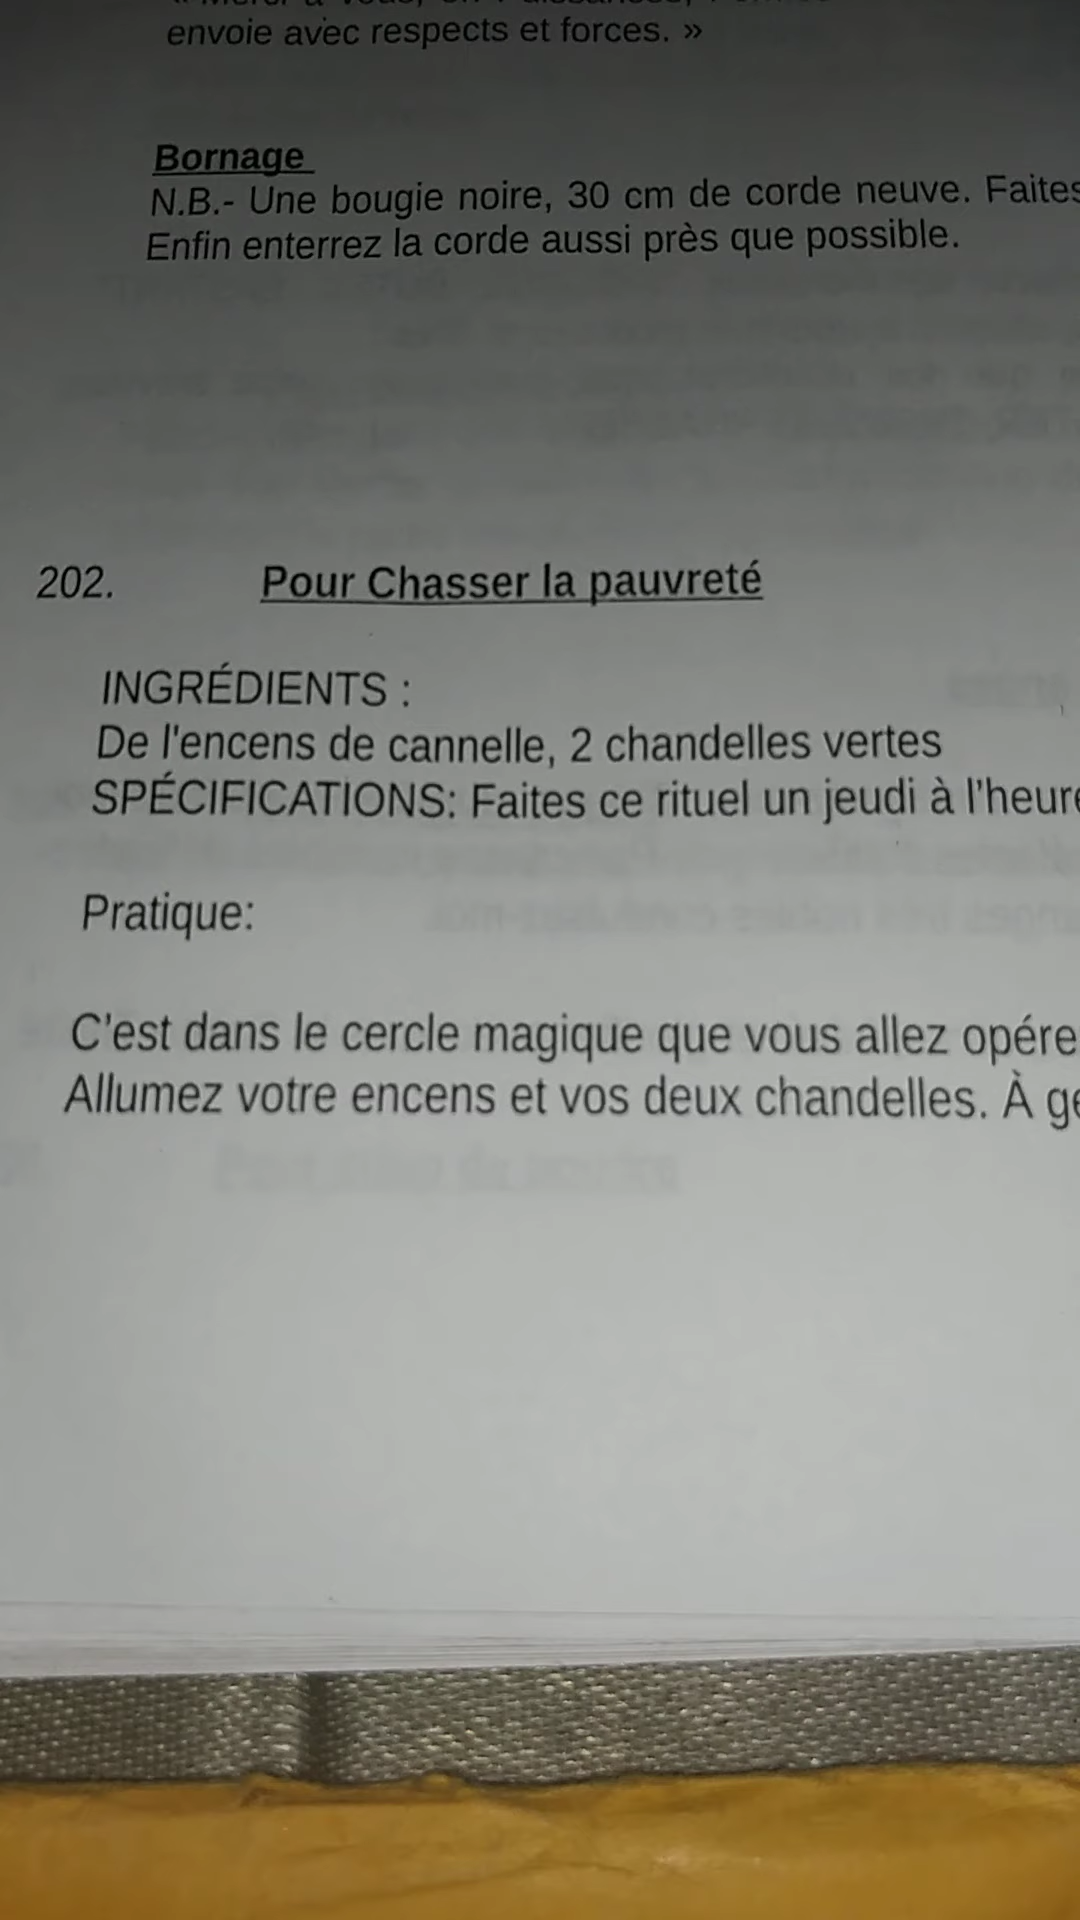 envoie avec respects et forces. »
Bornage
N.B.- Une bougie noire, 30 cm de corde neuve. Faites
Enfin enterrez la corde aussi près que possible.
202. Pour Chasser la pauvreté
INGRÉDIENTS :
De l'encens de cannelle, 2 chandelles vertes
SPÉCIFICATIONS: Faites ce rituel un jeudi à l'heure
Pratique:
C'est dans le cercle magique que vous allez opére
Allumez votre encens et vos deux chandelles. À ge